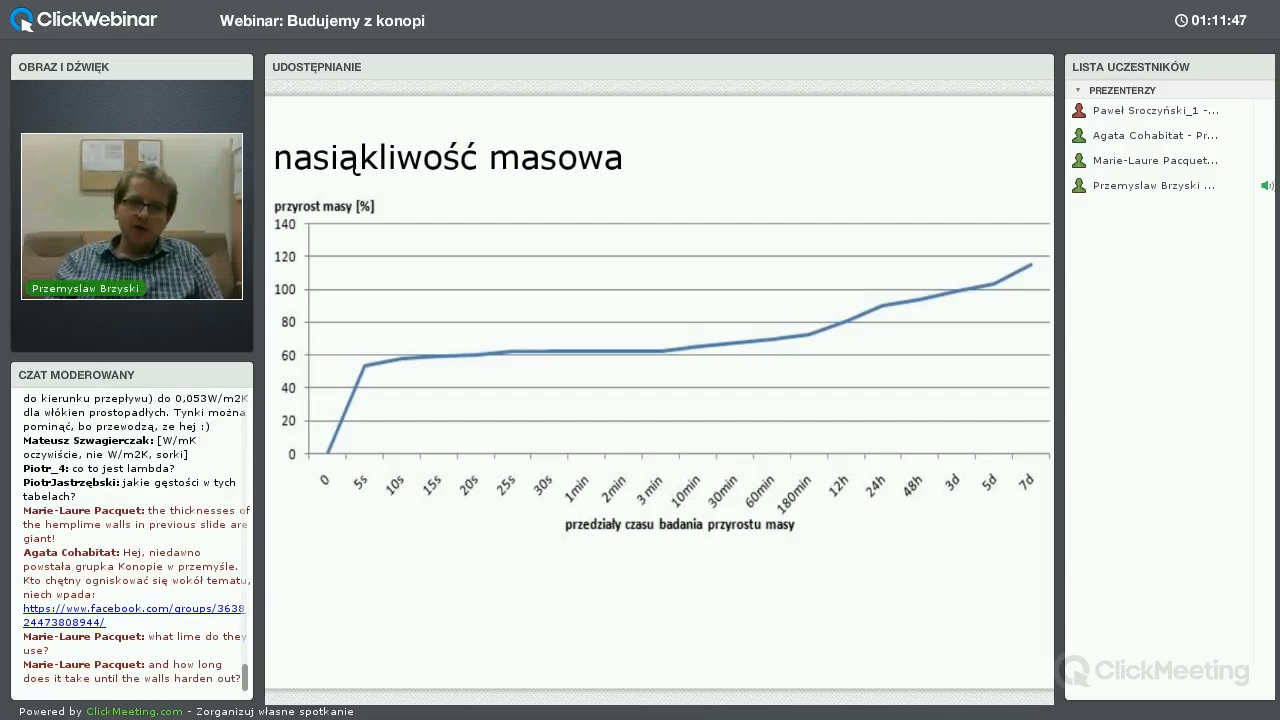 ClickWebinar
Webinar: Budujemy z konopi
01:11:47
OBRAZ I DŹWIĘK
Przemyslaw Brzyski
CZAT MODEROWANY
do kierunku przepływu) do 0,053W/m2K
dla włókien prostopadłych. Tynki można
pominąć, bo przewodzą, ze hej :)
Mateusz Szwagierczak: [W/mK
oczywiście, nie W/m2K, sorki]
Piotr_4: co to jest lambda?
PiotrJastrzębski: jakie gęstości w tych
tabelach?
Marie-Laure Pacquet: the thicknesses of
the hemplime walls in previous slide are
giant!
Agata Cohabitat: Hej, niedawno
powstała grupka Konopie w przemyśle.
Kto chętny ogniskować się wokół tematu,
niech wpada:
https://www.facebook.com/groups/3638
24473808944/
Marie-Laure Pacquet: what lime do they
use?
Marie-Laure Pacquet: and how long
does it take until the walls harden out?
UDOSTĘPNIANIE
nasiąkliwość masowa
przyrost masy [%]
140
120
100
80
60
40
20
0
0 5s 10s 15s 20s 25s 30s 1min 2min 3 min 10min 30min 60min 180min 12h 24h 48h 3d 5d 7d
przedziały czasu badania przyrostu masy
LISTA UCZESTNIKÓW
PREZENTERZY
Paweł Sroczyński_1 -...
Agata Cohabitat - Pr...
Marie-Laure Pacquet...
Przemyslaw Brzyski ...
ClickMeeting
Powered by ClickMeeting.com - Zorganizuj własne spotkanie